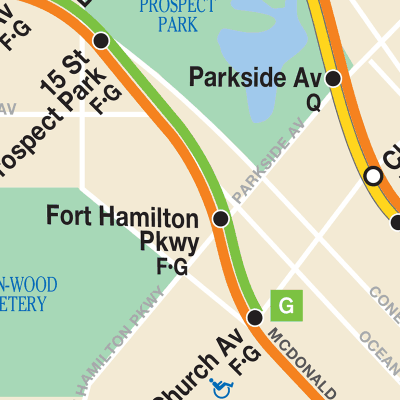 PROSPECT
PARK
F•G
15 St
Prospect Park
F•G
Parkside Av
Q
AV
PARKSIDE AV
Fort Hamilton
Pkwy
F•G
N-WOOD
ETERY
HAMILTON PKWY
G
Church Av
F•G
MCDONALD
CONE
OCEAN